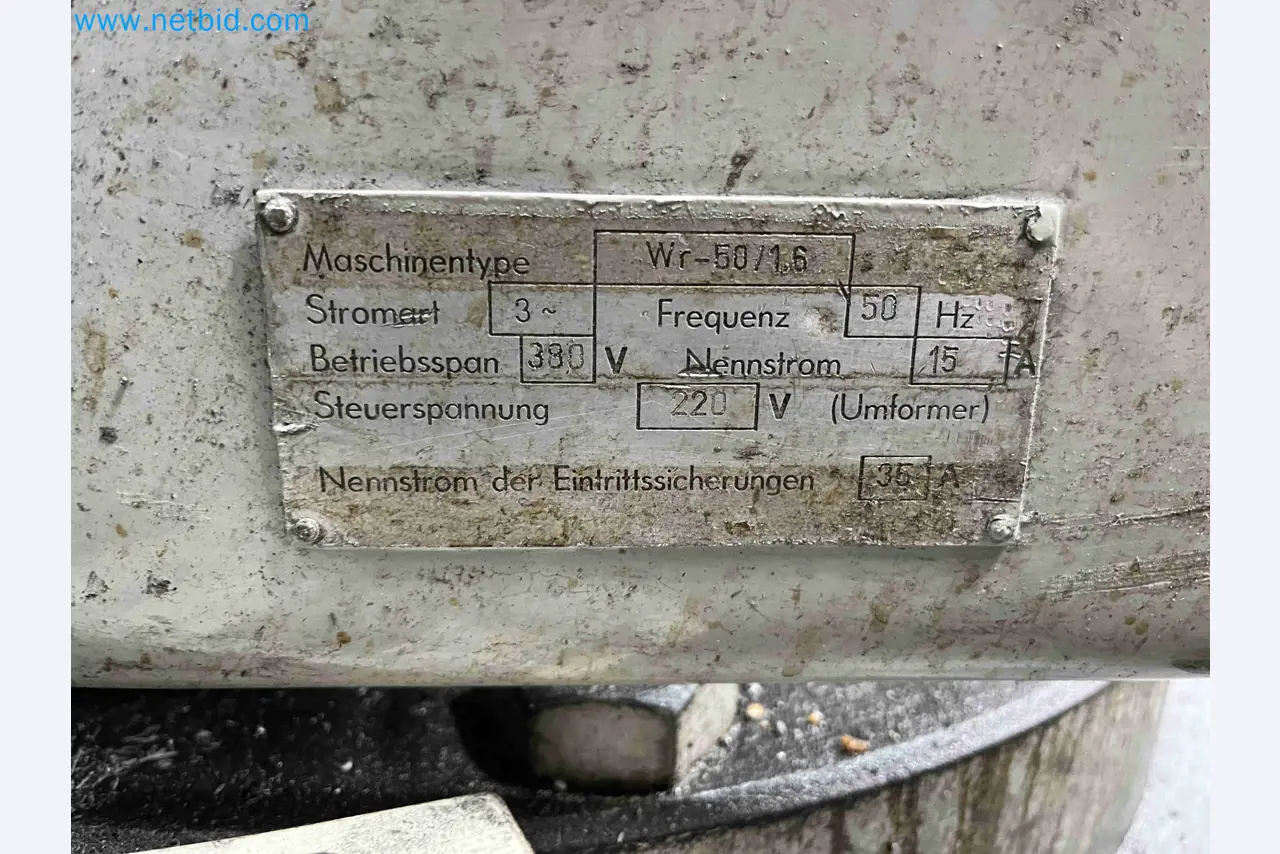 www.netbid.com
Maschinentype Wr-50/1,6
Stromart 3~ Frequenz 50 Hz
Betriebsspan 380 V Nennstrom 15 A
Steuerspannung 220 V (Umformer)
Nennstrom der Eintrittssicherungen 35 A